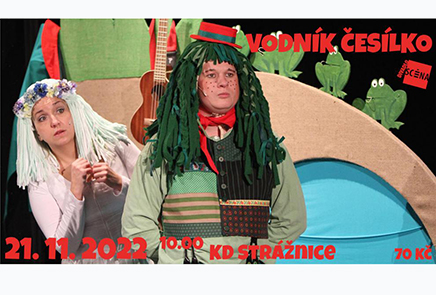 VODNÍK ČESÍLKO
SCÉNA
21. 11. 2022 10.00 KD STRÁŽNICE 70 KČ